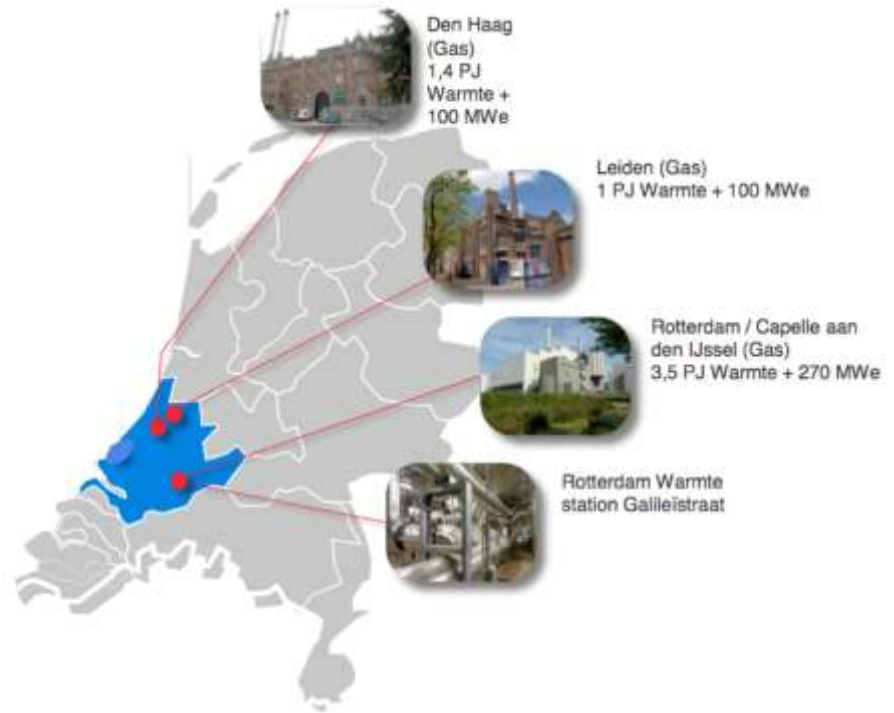 Den Haag
(Gas)
1,4 PJ
Warmte +
100 MWe
Leiden (Gas)
1 PJ Warmte + 100 MWe
Rotterdam / Capelle aan
den IJssel (Gas)
3,5 PJ Warmte + 270 MWe
Rotterdam Warmte
station Galileïstraat